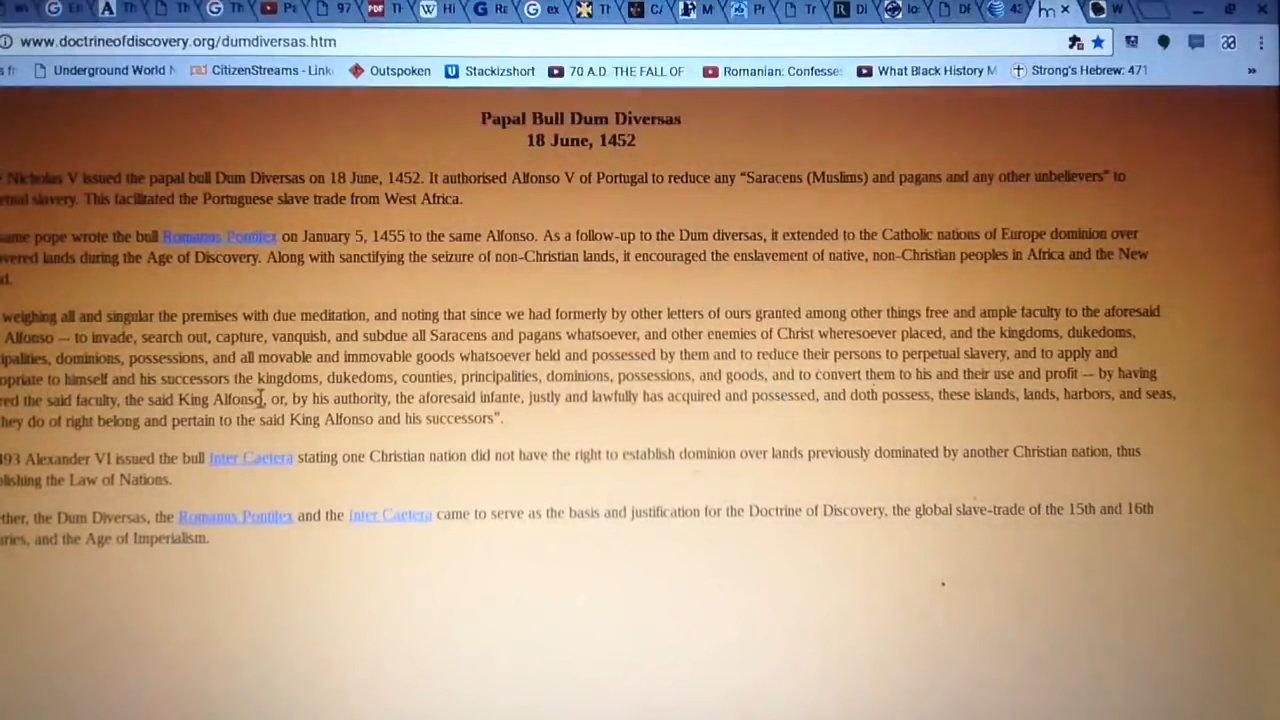 Pe
97
Th
Hi
Re
ex
Th
Di
www.doctrineofdiscovery.org/dumdiversas.htm
Underground World N
CitizenStreams - Link
Outspoken
Stackizshort
70 A.D. THE FALL OF
Romanian: Confesse
What Black History M
Strong's Hebrew: 471
»
Papal Bull Dum Diversas
18 June, 1452
Nicholas V issued the papal bull Dum Diversas on 18 June, 1452. It authorised Alfonso V of Portugal to reduce any “Saracens (Muslims) and pagans and any other unbelievers” to
etual slavery. This facilitated the Portuguese slave trade from West Africa.
same pope wrote the bull Romanus Pontifex on January 5, 1455 to the same Alfonso. As a follow-up to the Dum diversas, it extended to the Catholic nations of Europe dominion over
overed lands during the Age of Discovery. Along with sanctifying the seizure of non-Christian lands, it encouraged the enslavement of native, non-Christian peoples in Africa and the New
d.
weighing all and singular the premises with due meditation, and noting that since we had formerly by other letters of ours granted among other things free and ample faculty to the aforesaid
Alfonso -- to invade, search out, capture, vanquish, and subdue all Saracens and pagans whatsoever, and other enemies of Christ wheresoever placed, and the kingdoms, dukedoms,
ipalities, dominions, possessions, and all movable and immovable goods whatsoever held and possessed by them and to reduce their persons to perpetual slavery, and to apply and
opriate to himself and his successors the kingdoms, dukedoms, counties, principalities, dominions, possessions, and goods, and to convert them to his and their use and profit -- by having
red the said faculty, the said King Alfonso, or, by his authority, the aforesaid infante, justly and lawfully has acquired and possessed, and doth possess, these islands, lands, harbors, and seas,
hey do of right belong and pertain to the said King Alfonso and his successors".
493 Alexander VI issued the bull Inter Caetera stating one Christian nation did not have the right to establish dominion over lands previously dominated by another Christian nation, thus
blishing the Law of Nations.
ther, the Dum Diversas, the Romanus Pontifex and the Inter Caetera came to serve as the basis and justification for the Doctrine of Discovery, the global slave-trade of the 15th and 16th
uries, and the Age of Imperialism.